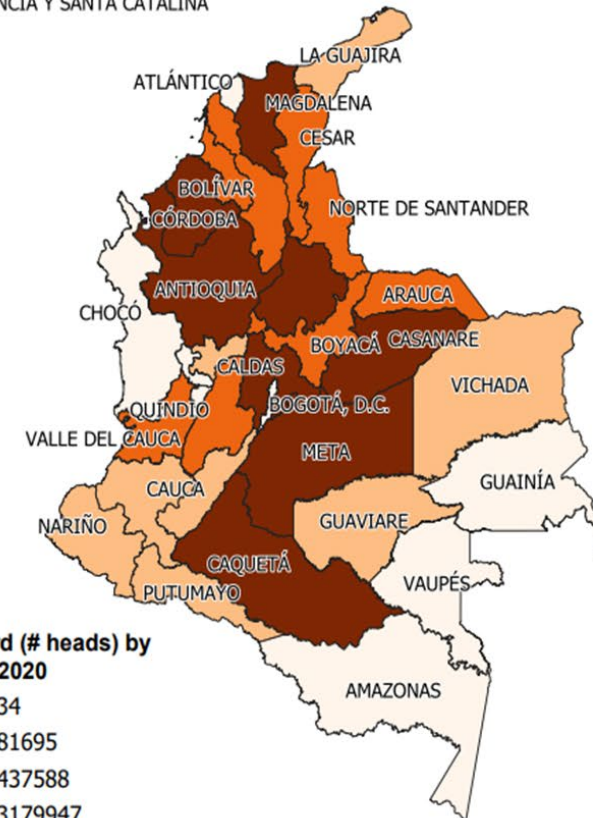 NCIA Y SANTA CATALINA
LA GUAJIRA
ATLÁNTICO
MAGDALENA
CESAR
BOLÍVAR
NORTE DE SANTANDER
CÓRDOBA
ANTIOQUIA
ARAUCA
CHOCÓ
BOYACÁ
CASANARE
CALDAS
VICHADA
QUINDÍO
BOGOTÁ, D.C.
VALLE DEL CAUCA
META
GUAINÍA
CAUCA
NARIÑO
GUAVIARE
CAQUETÁ
VAUPÉS
PUTUMAYO
rd (# heads) by
2020
34
AMAZONAS
81695
437588
3179947